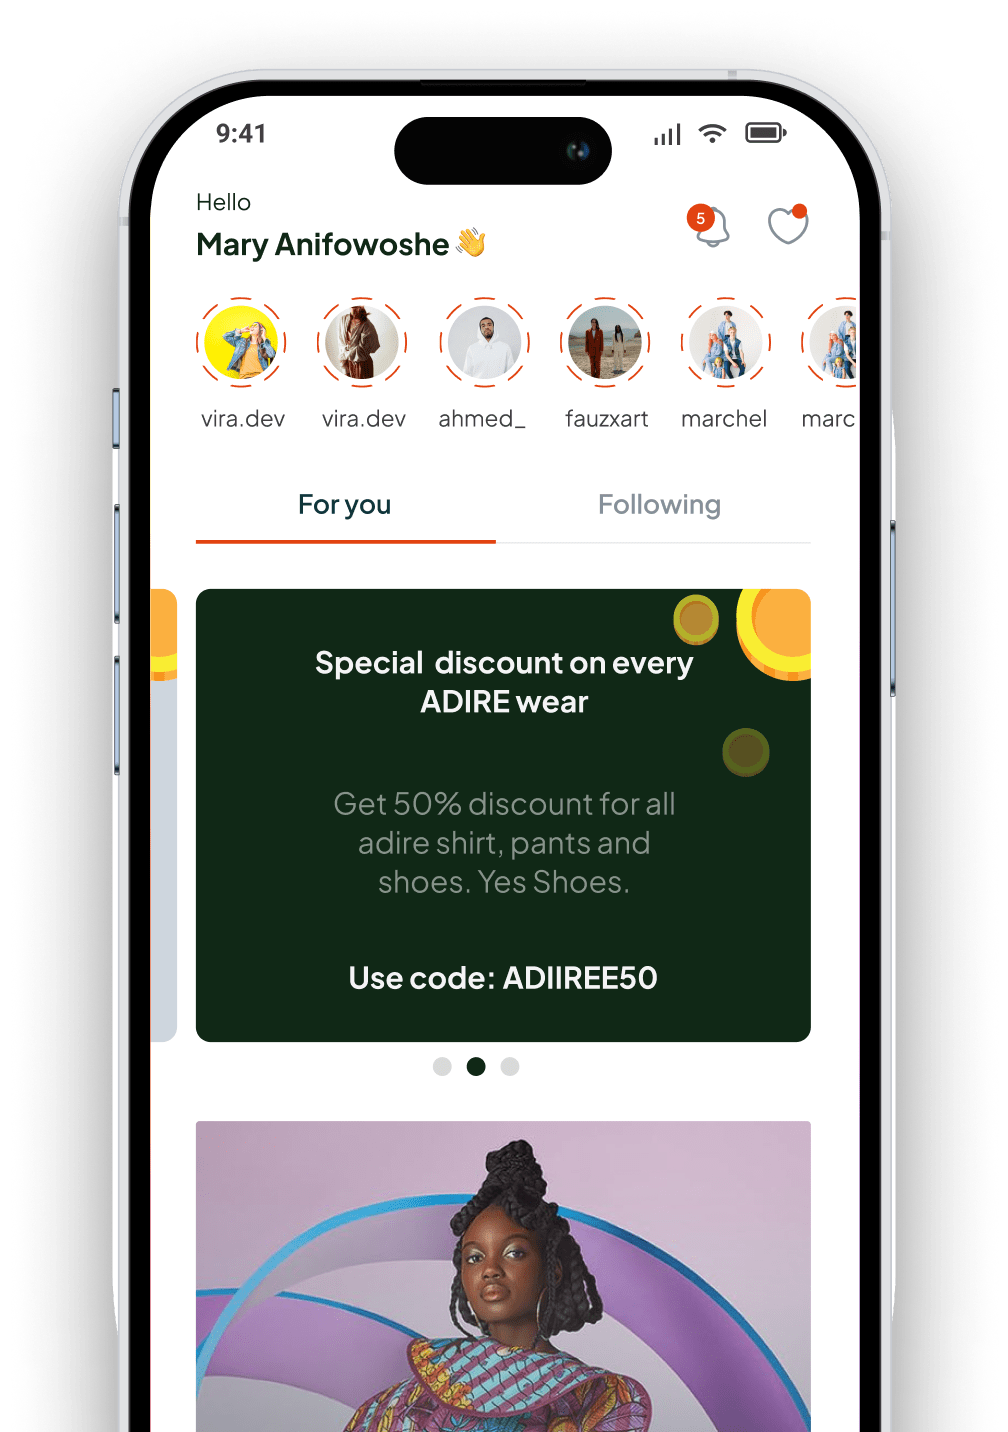 9:41
Hello
Mary Anifowoshe 👋
5
vira.dev vira.dev ahmed_ fauzxart marchel marc
For you Following
Special discount on every
ADIRE wear
Get 50% discount for all
adire shirt, pants and
shoes. Yes Shoes.
Use code: ADIIREE50